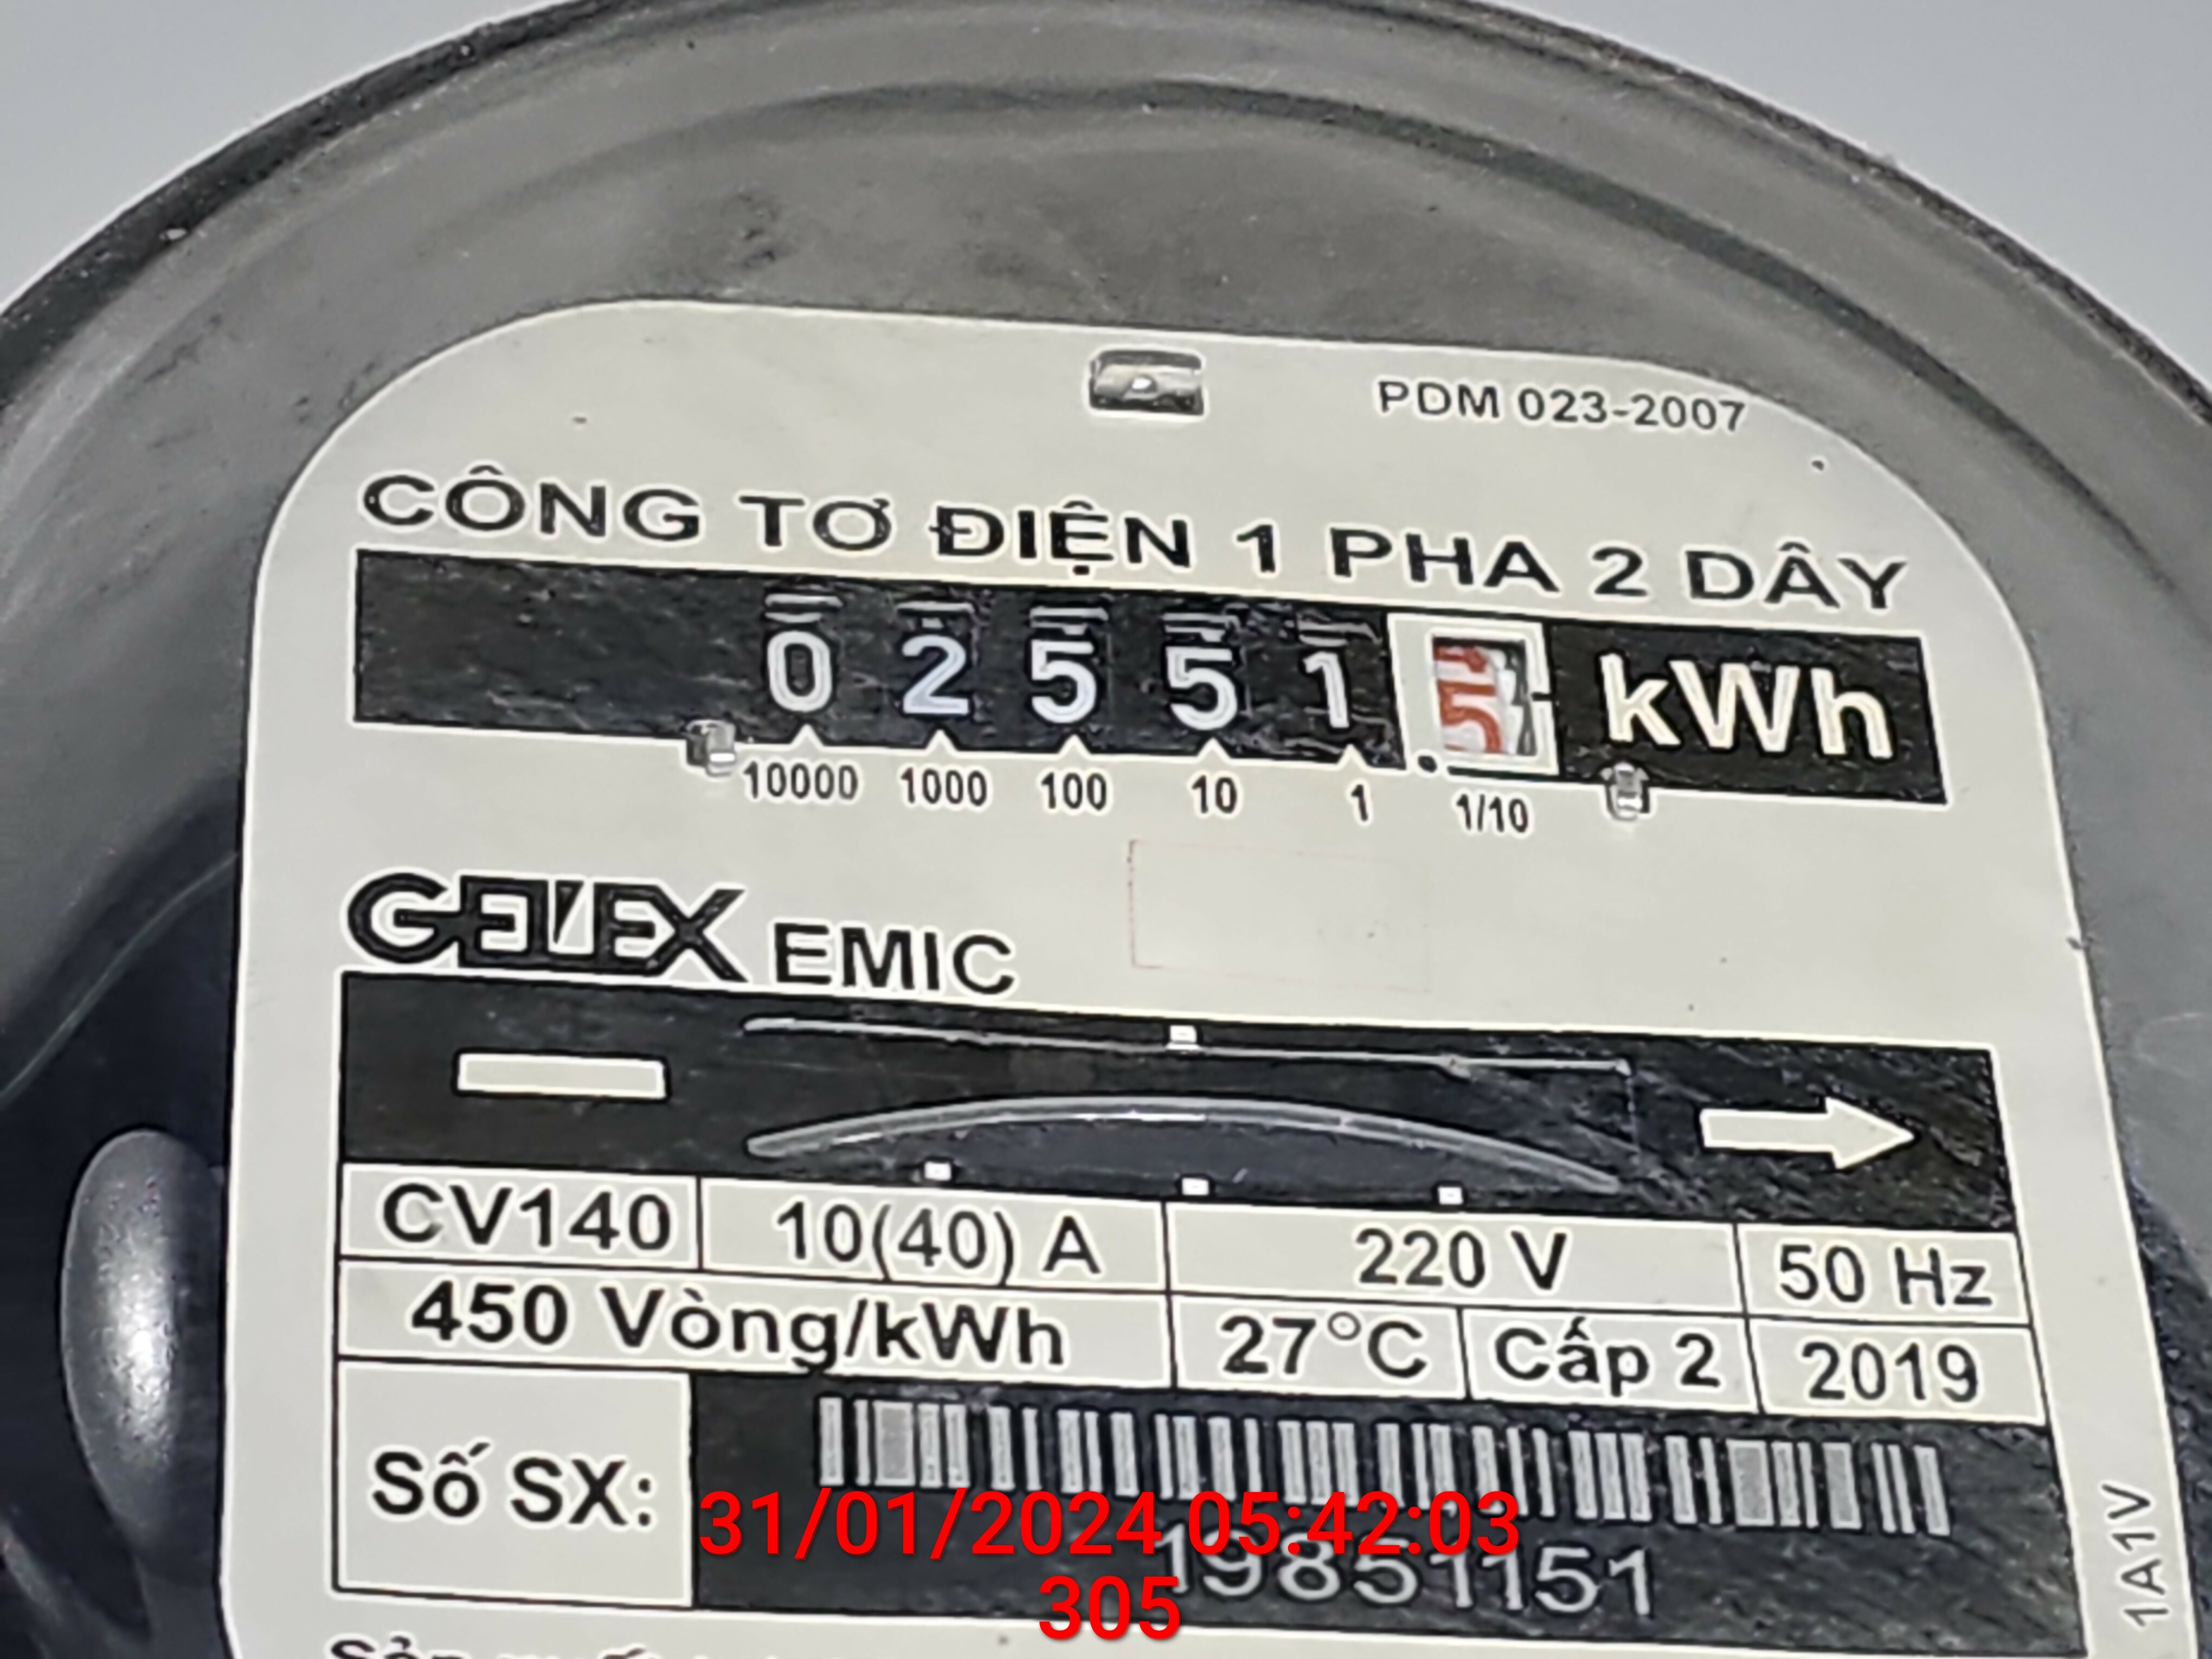 PDM 023-2007
CÔNG TƠ ĐIỆN 1 PHA 2 DÂY
0 2 5 5 1 5 kWh
10000 1000 100 10 1 1/10
GELEX EMIC
CV140 10(40) A 220 V 50 Hz
450 Vòng/kWh 27°C Cấp 2 2019
Số SX:
31/01/2024 05:42:03
19851151
305
1A1V